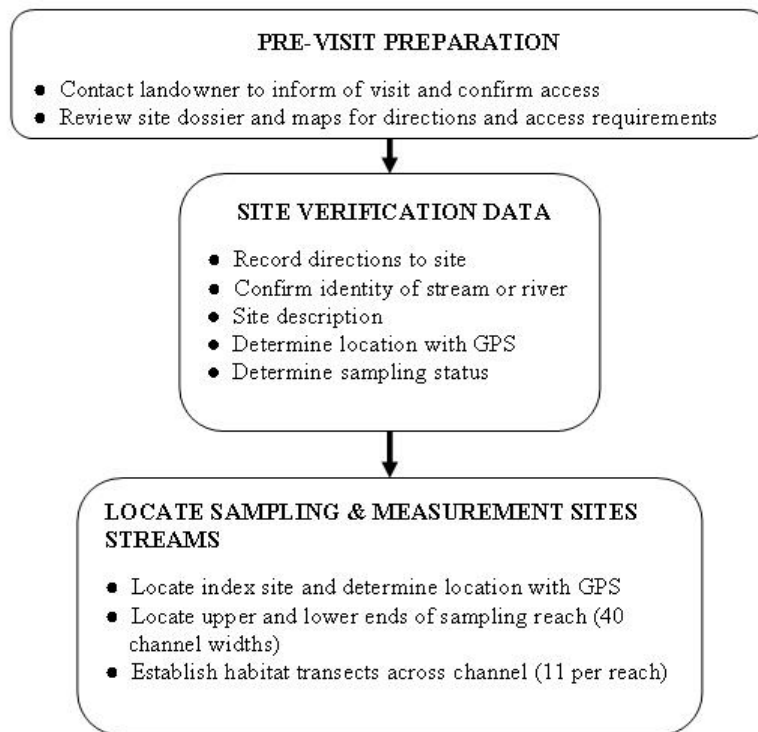 PRE-VISIT PREPARATION
● Contact landowner to inform of visit and confirm access
● Review site dossier and maps for directions and access requirements
SITE VERIFICATION DATA
● Record directions to site
● Confirm identity of stream or river
● Site description
● Determine location with GPS
● Determine sampling status
LOCATE SAMPLING & MEASUREMENT SITES
STREAMS
● Locate index site and determine location with GPS
● Locate upper and lower ends of sampling reach (40
channel widths)
● Establish habitat transects across channel (11 per reach)